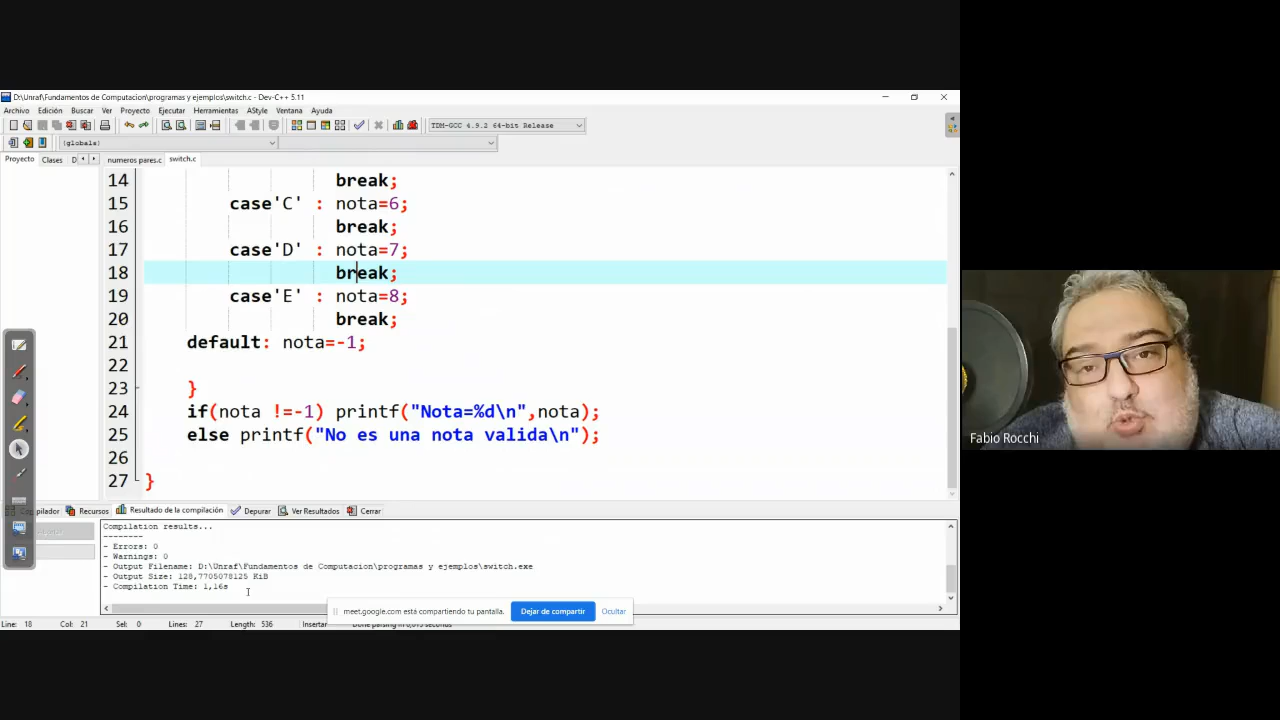 D:\Unraf\Fundamentos de Computacion\programas y ejemplos\switch.c - Dev-C++ 5.11
Archivo Edición Buscar Ver Proyecto Ejecutar Herramientas AStyle Ventana Ayuda
TDM-GCC 4.9.2 64-bit Release
(globals)
Proyecto Clases D numeros pares.c switch.c
14 break;
15 case'C' : nota=6;
16 break;
17 case'D' : nota=7;
18 break;
19 case'E' : nota=8;
20 break;
21 default: nota=-1;
22
23 }
24 if(nota !=-1) printf("Nota=%d\n",nota);
25 else printf("No es una nota valida\n");
26
27 }
Fabio Rocchi
pilador Recursos Resultado de la compilación Depurar Ver Resultados Cerrar
Compilation results...
--------
- Errors: 0
- Warnings: 0
- Output Filename: D:\Unraf\Fundamentos de Computacion\programas y ejemplos\switch.exe
- Output Size: 128,7705078125 KiB
- Compilation Time: 1,16s
meet.google.com está compartiendo tu pantalla. Dejar de compartir Ocultar
Line: 18 Col: 21 Sel: 0 Lines: 27 Length: 536 Insertar